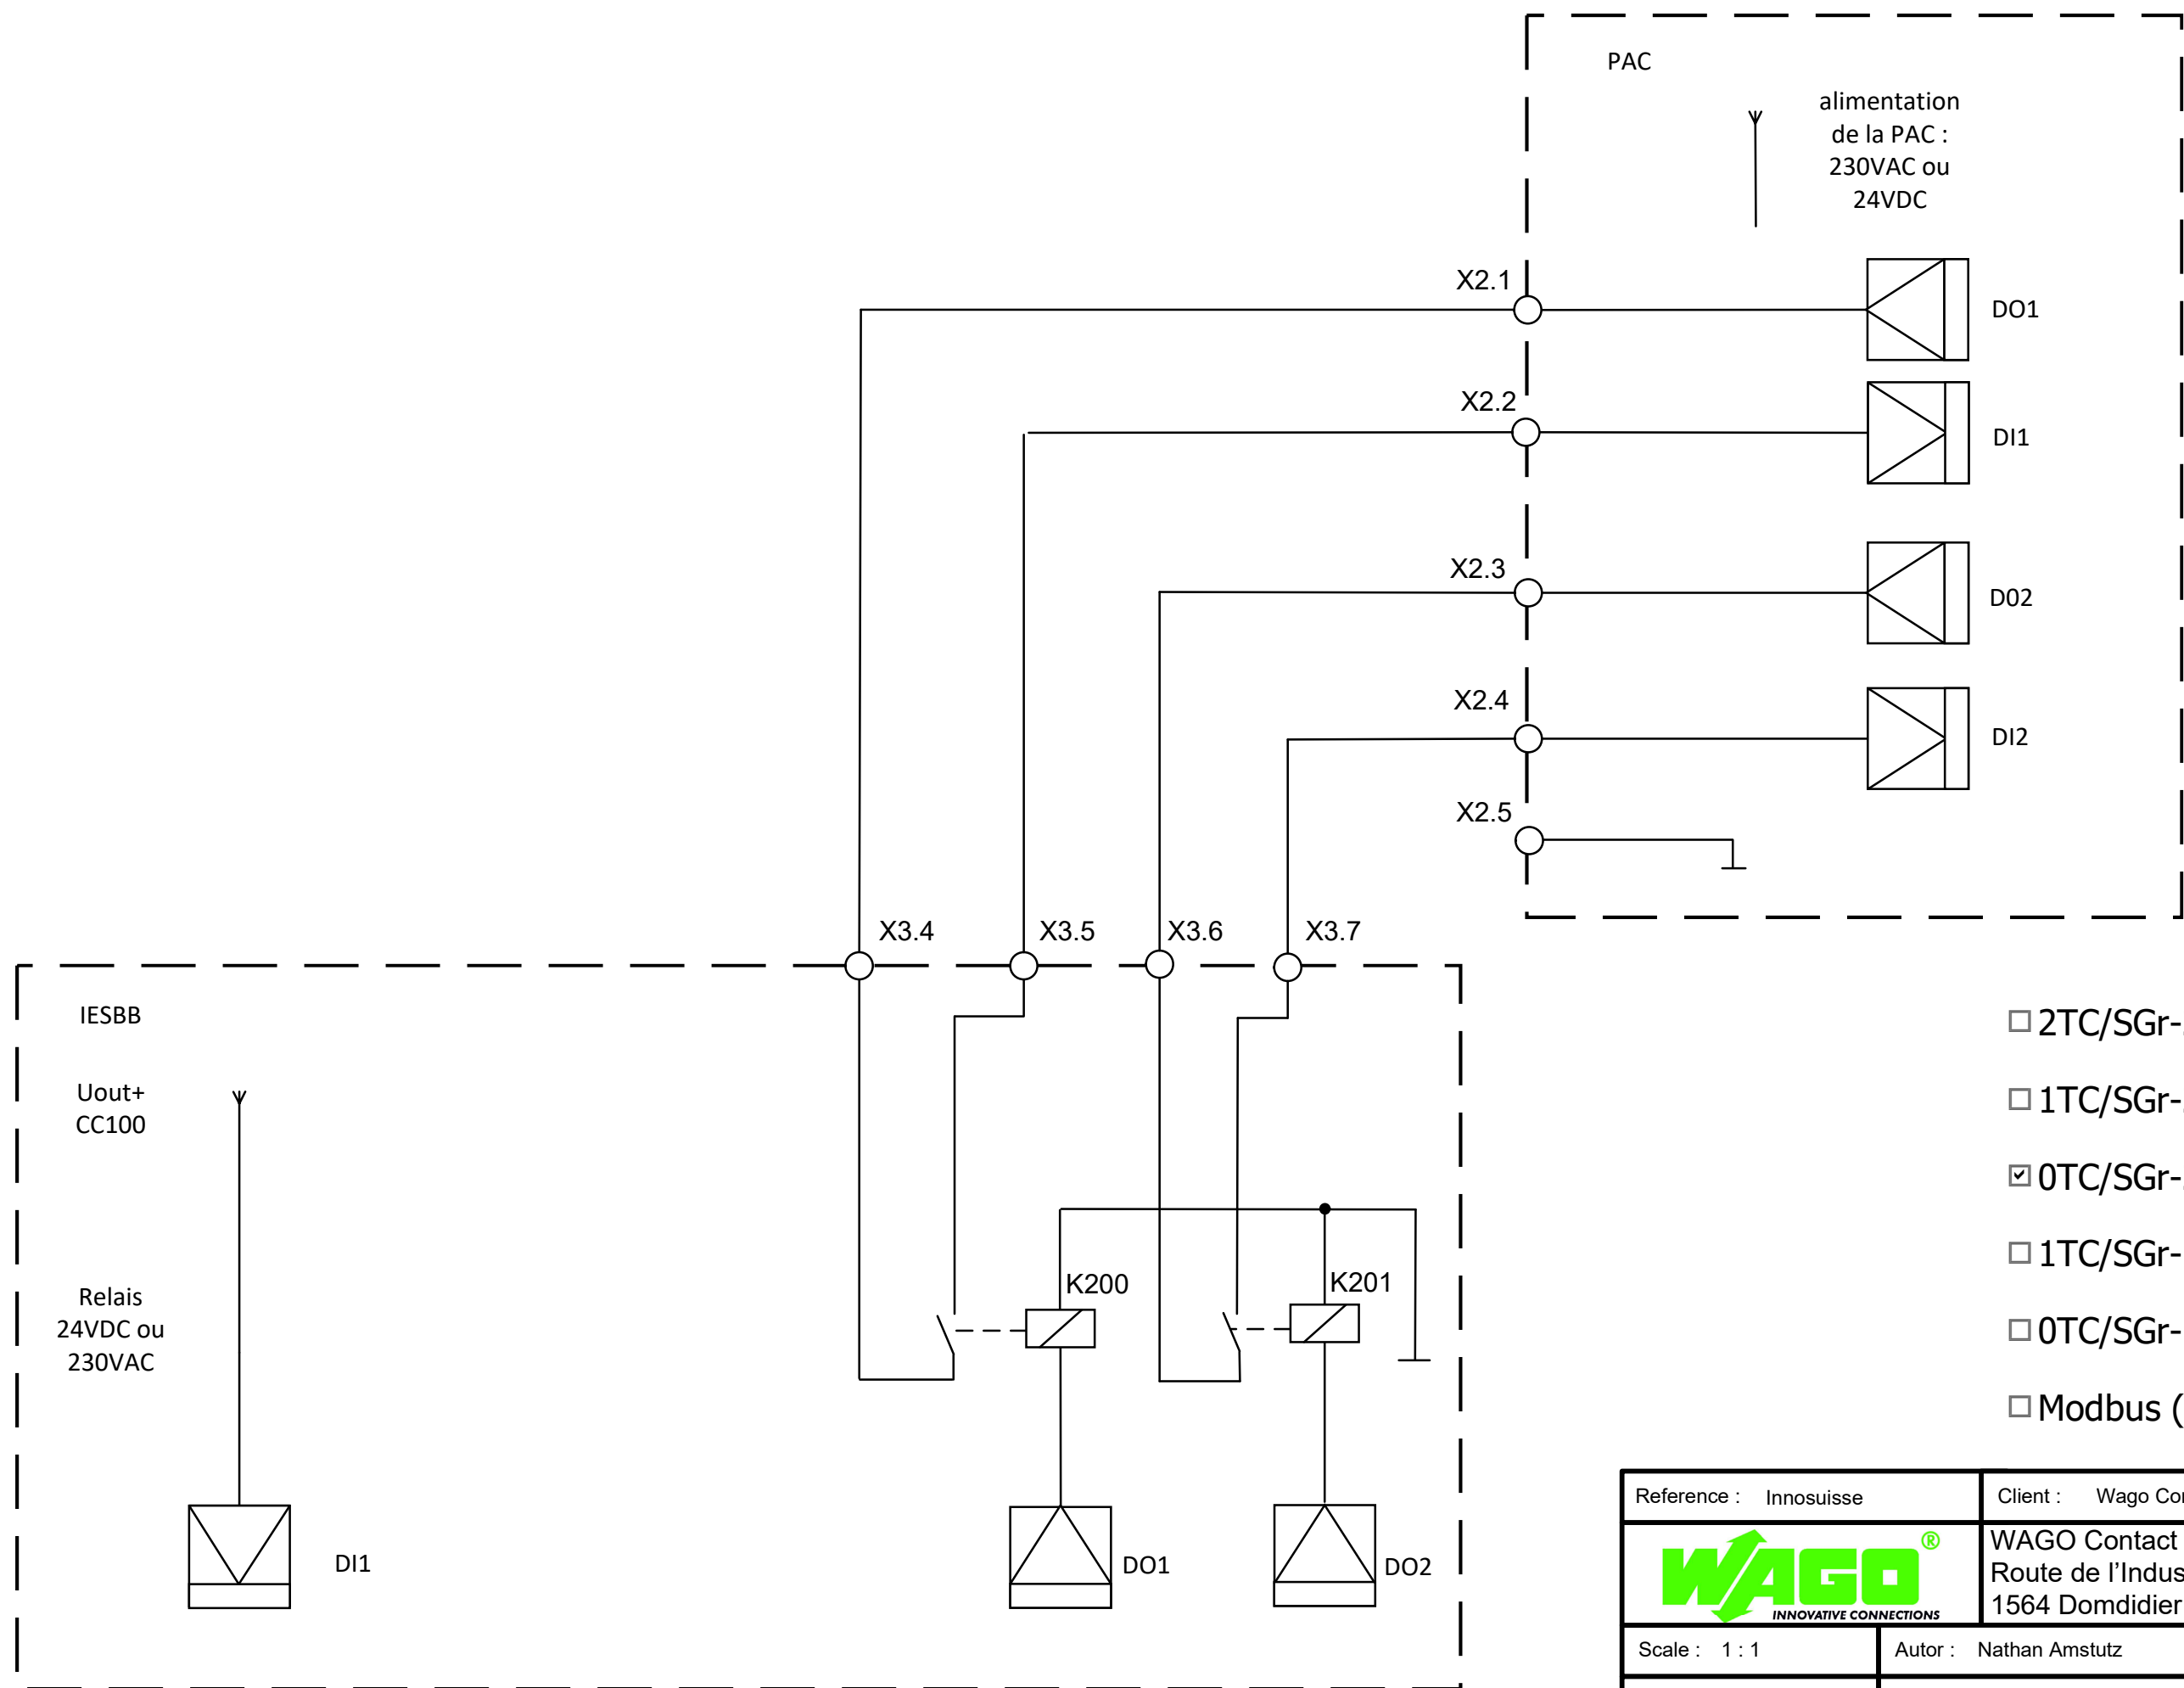 PAC
alimentation
de la PAC :
230VAC ou
24VDC
X2.1
DO1
X2.2
DI1
X2.3
D02
X2.4
DI2
X2.5
X3.4
X3.5
X3.6
X3.7
IESBB
Uout+
CC100
Relais
24VDC ou
230VAC
K200
K201
DI1
DO1
DO2
2TC/SGr-
1TC/SGr-
0TC/SGr-
1TC/SGr-
0TC/SGr-
Modbus (
Reference : Innosuisse
Client : Wago Con
WAGO®
INNOVATIVE CONNECTIONS
WAGO Contact
Route de l’Indus
1564 Domdidier
Scale : 1 : 1
Autor : Nathan Amstutz